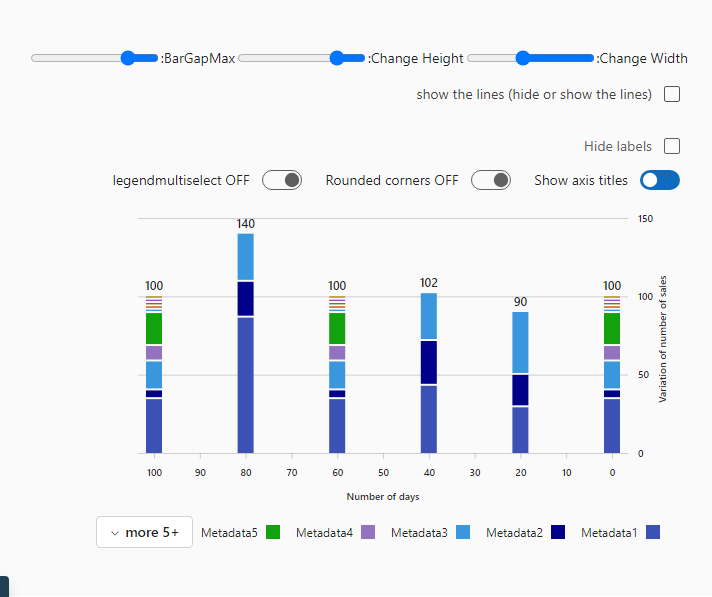 :BarGapMax :Change Height :Change Width
show the lines (hide or show the lines)
Hide labels
legendmultiselect OFF Rounded corners OFF Show axis titles
150
140
100 100 102 100
100
90
Variation of number of sales
50
0
100 90 80 70 60 50 40 30 20 10 0
Number of days
more 5+ Metadata5 Metadata4 Metadata3 Metadata2 Metadata1